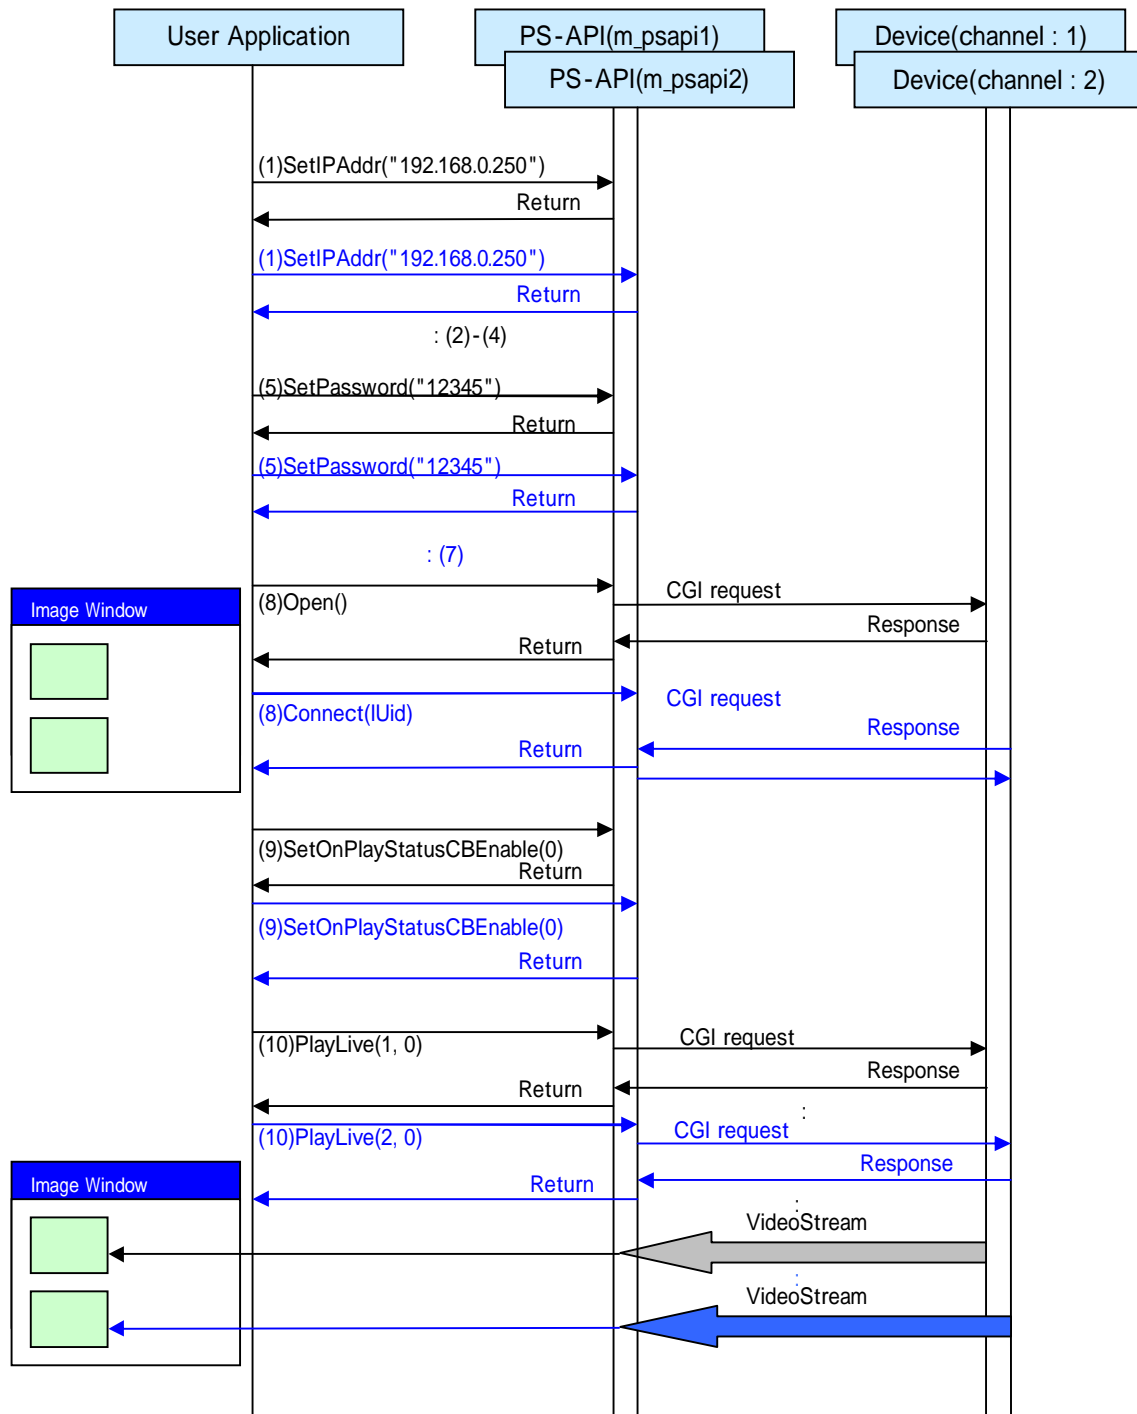 User Application
PS-API(m_psapi1)
Device(channel : 1)
PS-API(m_psapi2)
Device(channel : 2)
(1)SetIPAddr("192.168.0.250")
Return
(1)SetIPAddr("192.168.0.250")
Return
: (2)-(4)
(5)SetPassword("12345")
Return
(5)SetPassword("12345")
Return
: (7)
CGI request
(8)Open()
Image Window
Response
Return
CGI request
(8)Connect(lUid)
Response
Return
(9)SetOnPlayStatusCBEnable(0)
Return
(9)SetOnPlayStatusCBEnable(0)
Return
CGI request
(10)PlayLive(1, 0)
Response
Return
:
CGI request
(10)PlayLive(2, 0)
Response
Return
Image Window
:
VideoStream
:
VideoStream